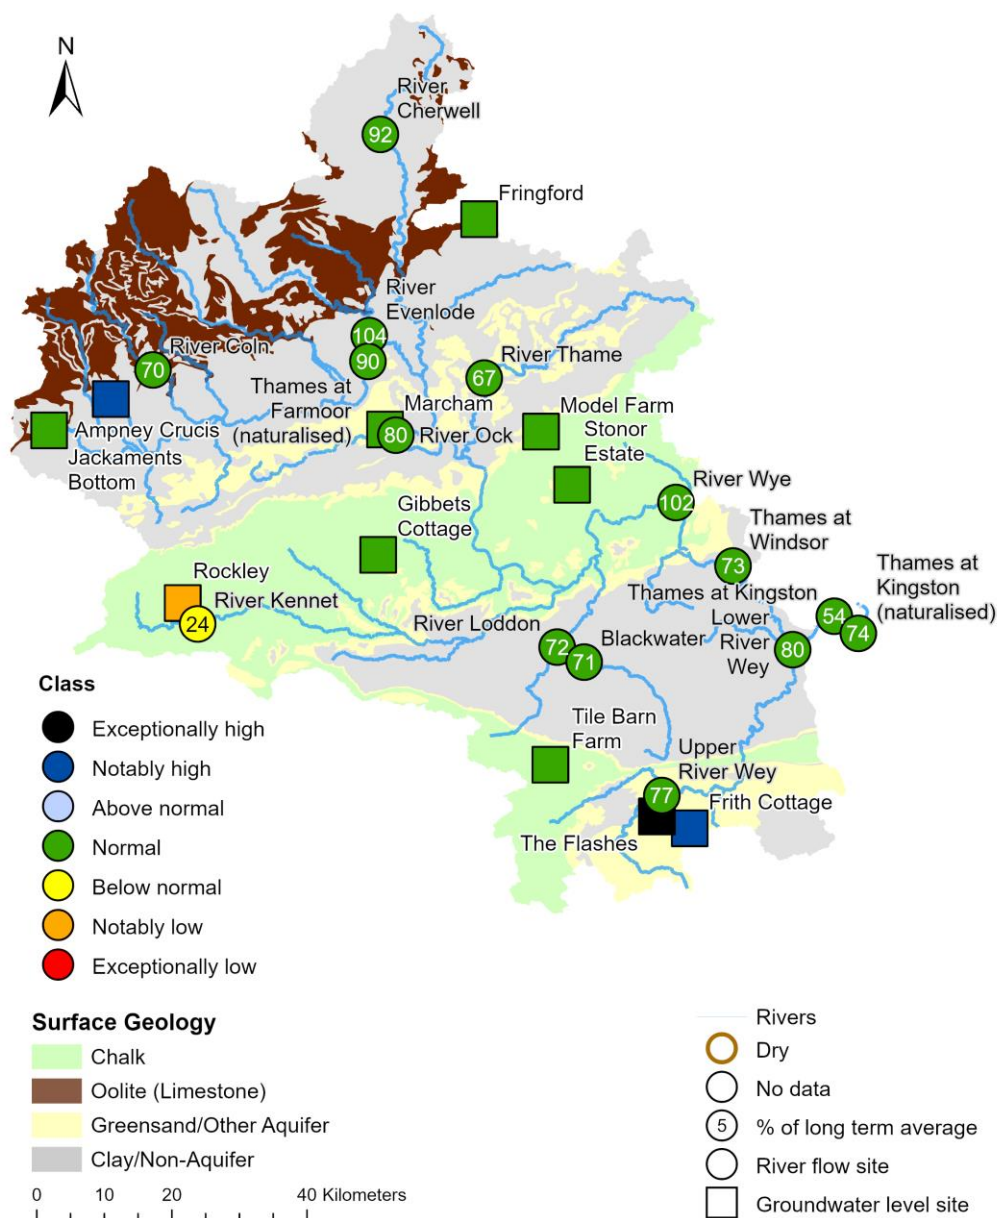 N
River
Cherwell
92
Fringford
River
Evenlode
104
River Coln
70
90
River Thame
67
Thames at
Farmoor
(naturalised)
Marcham
80
River Ock
Model Farm
Stonor
Estate
Ampney Crucis
Jackaments
Bottom
Gibbets
Cottage
River Wye
102
Thames at
Windsor
73
Rockley
River Kennet
24
Thames at Kingston
Thames at
Kingston
(naturalised)
54
74
River Loddon
72
Blackwater
71
Lower
River
Wey
80
Tile Barn
Farm
Upper
River Wey
77
Frith Cottage
The Flashes
Class
Exceptionally high
Notably high
Above normal
Normal
Below normal
Notably low
Exceptionally low
Surface Geology
Chalk
Oolite (Limestone)
Greensand/Other Aquifer
Clay/Non-Aquifer
0 10 20 40 Kilometers
Rivers
Dry
No data
5 % of long term average
River flow site
Groundwater level site